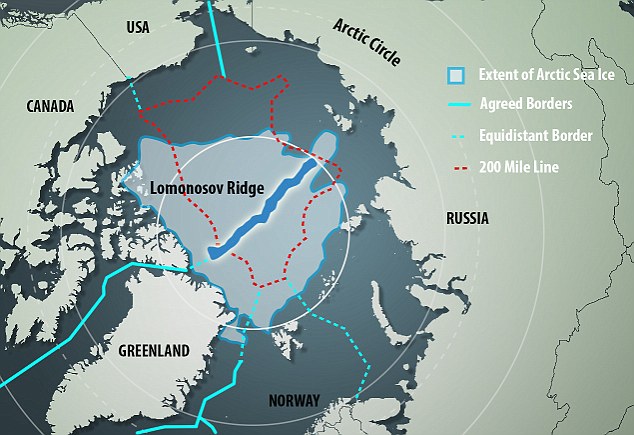 USA
Arctic Circle
Extent of Arctic Sea Ice
CANADA
Agreed Borders
Equidistant Border
200 Mile Line
Lomonosov Ridge
RUSSIA
GREENLAND
NORWAY